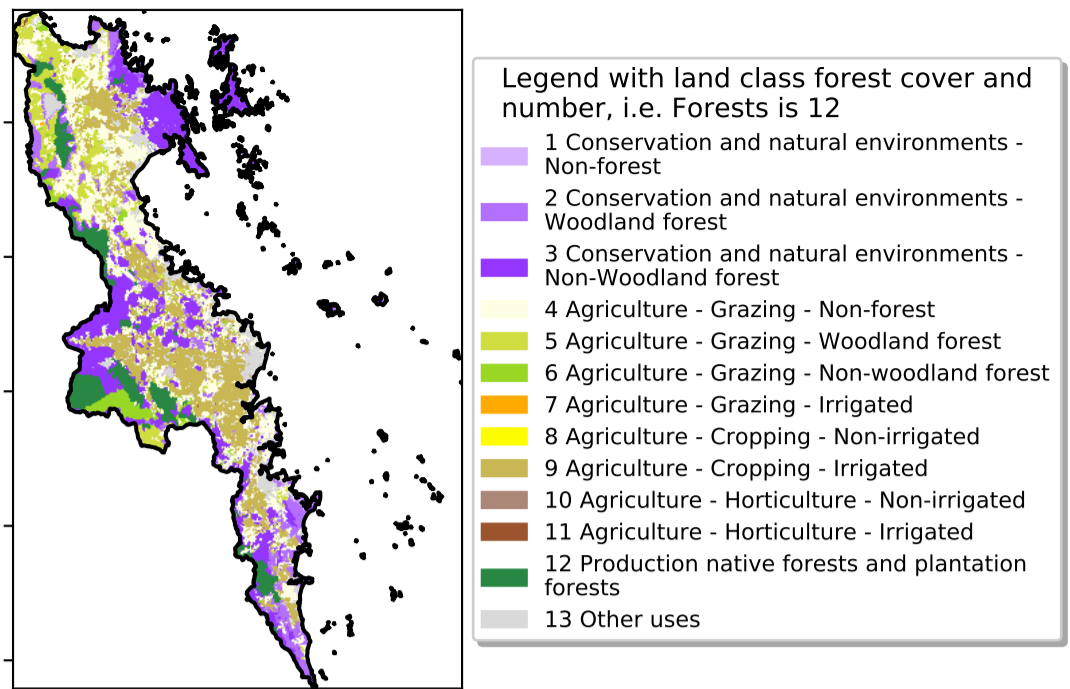 Legend with land class forest cover and
number, i.e. Forests is 12
1 Conservation and natural environments -
Non-forest
2 Conservation and natural environments -
Woodland forest
3 Conservation and natural environments -
Non-Woodland forest
4 Agriculture - Grazing - Non-forest
5 Agriculture - Grazing - Woodland forest
6 Agriculture - Grazing - Non-woodland forest
7 Agriculture - Grazing - Irrigated
8 Agriculture - Cropping - Non-irrigated
9 Agriculture - Cropping - Irrigated
10 Agriculture - Horticulture - Non-irrigated
11 Agriculture - Horticulture - Irrigated
12 Production native forests and plantation
forests
13 Other uses